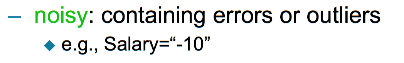 – noisy: containing errors or outliers
◆ e.g., Salary=“-10”